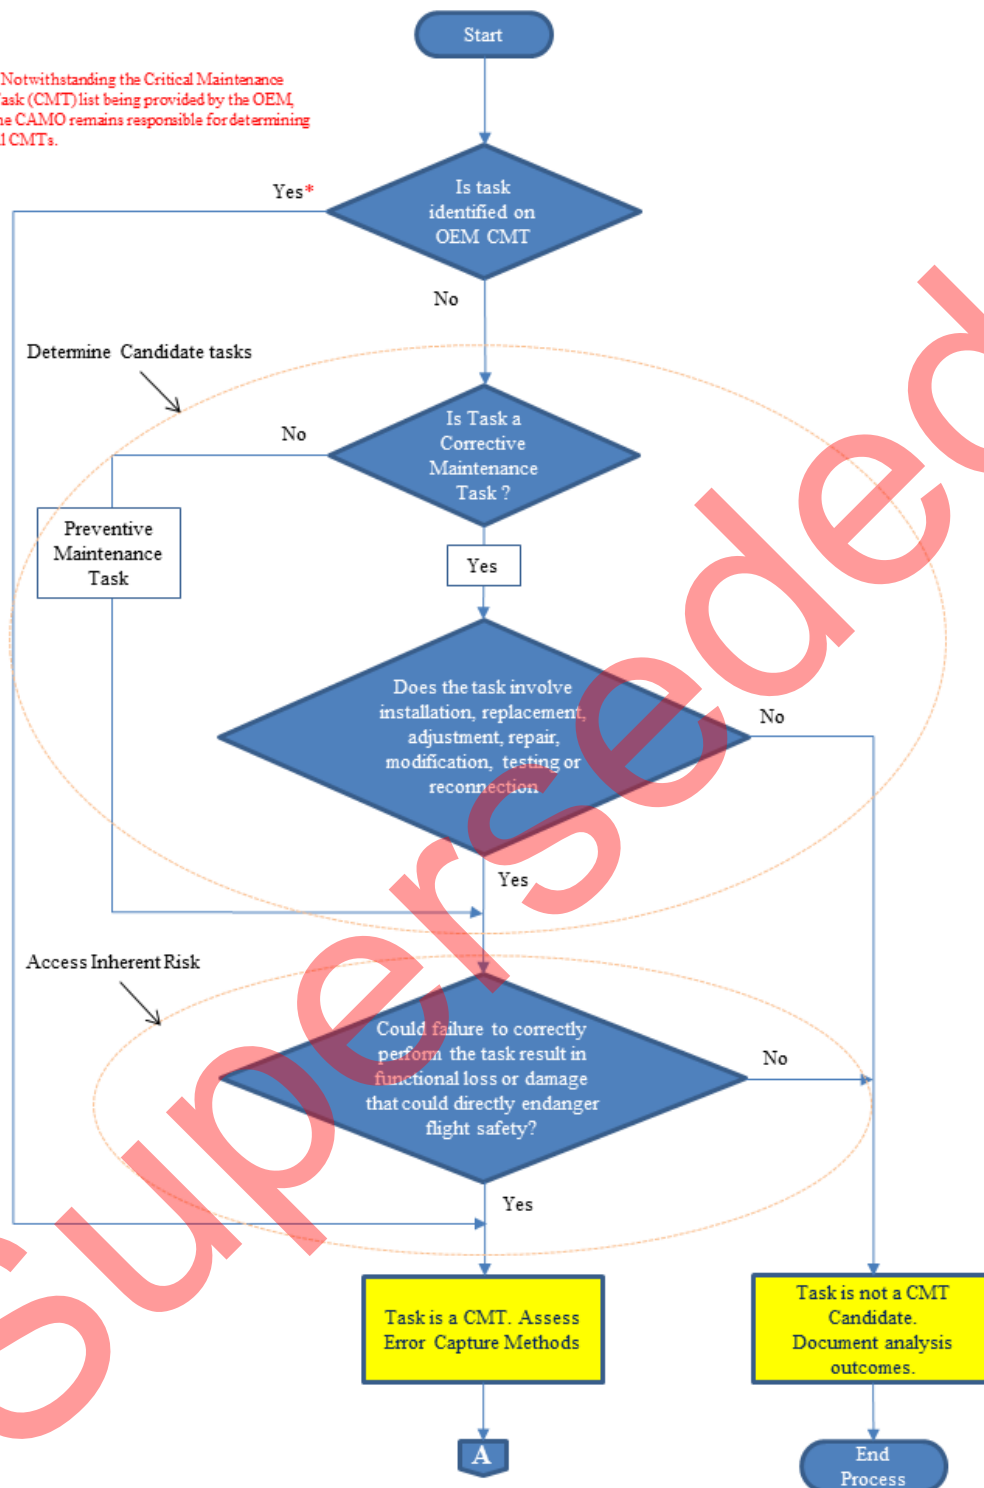 Start
Notwithstanding the Critical Maintenance
Task (CMT) list being provided by the OEM,
the CAMO remains responsible for determining
CMTs.
Is task
identified on
OEM CMT
Yes*
No
Determine Candidate tasks
Is Task a
Corrective
Maintenance
Task ?
No
Preventive
Maintenance
Task
Yes
Does the task involve
installation, replacement,
adjustment, repair,
modification, testing or
reconnection
No
Yes
Access Inherent Risk
Could failure to correctly
perform the task result in
functional loss or damage
that could directly endanger
flight safety?
No
Yes
Task is a CMT. Assess
Error Capture Methods
Task is not a CMT
Candidate.
Document analysis
outcomes.
A
End
Process
Superseded